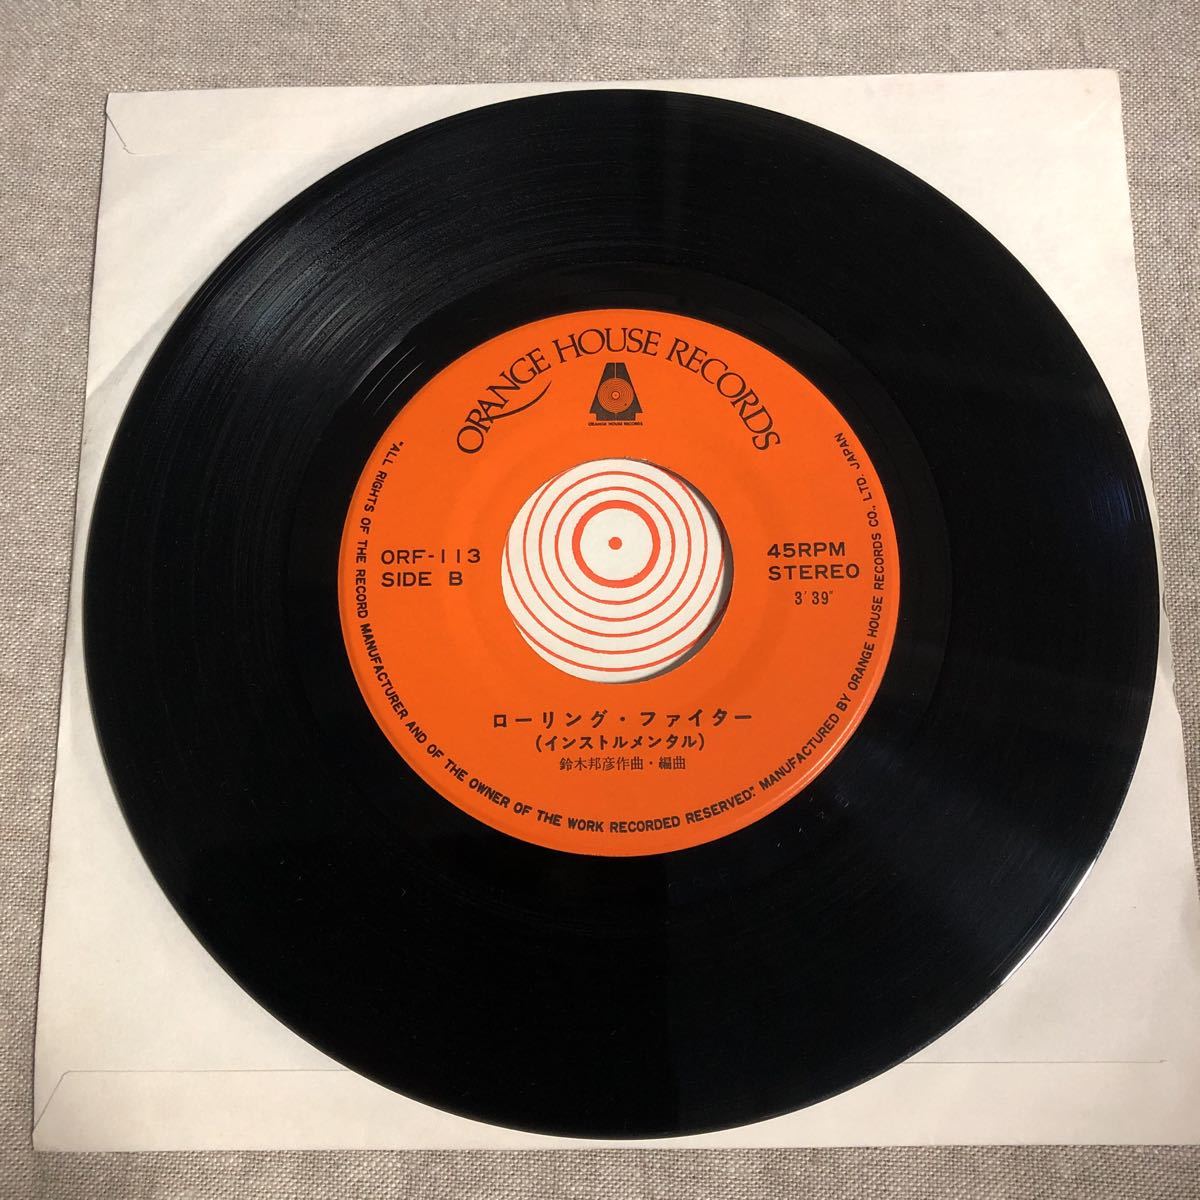 ORANGE HOUSE RECORDS
ORANGE HOUSE RECORDS
ORF-113
SIDE B
45RPM
STEREO
3'39"
ローリング・ファイター
(インストルメンタル)
鈴木邦彦作曲・編曲
"ALL RIGHTS OF THE RECORD MANUFACTURER AND OF THE OWNER OF THE WORK RECORDED RESERVED." MANUFACTURED BY ORANGE HOUSE RECORDS CO., LTD. JAPAN